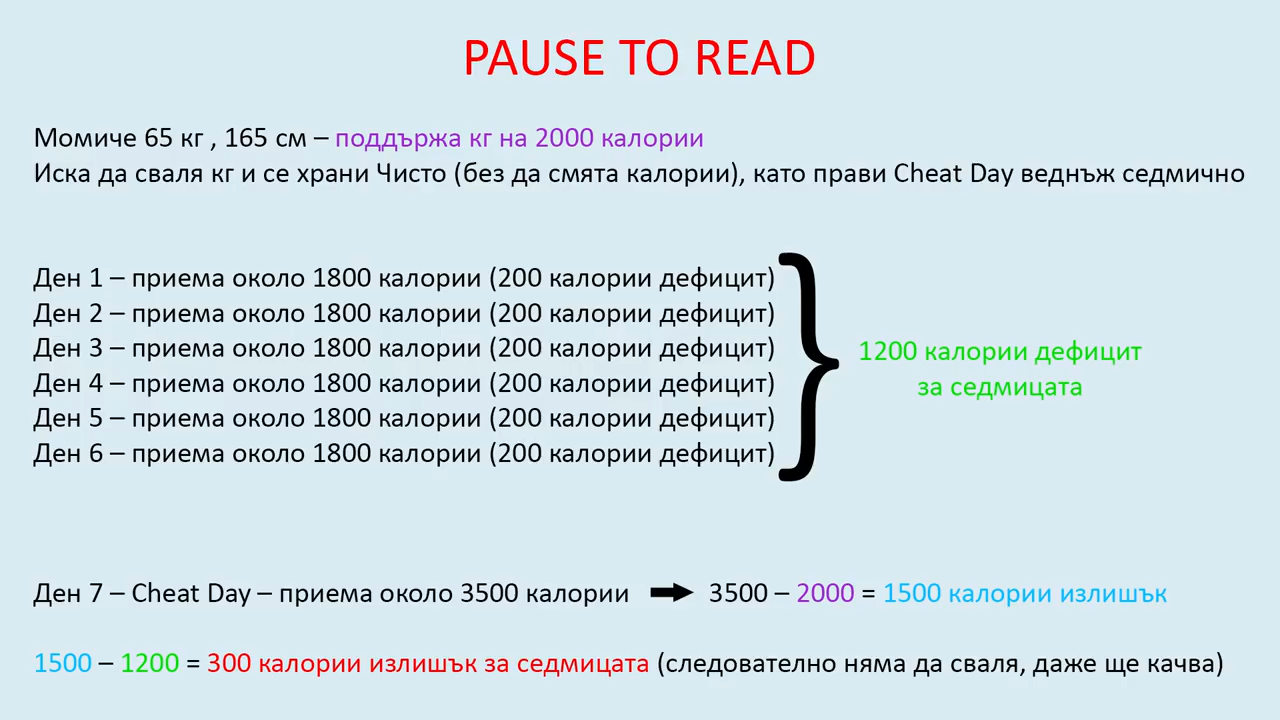 PAUSE TO READ
Момиче 65 кг , 165 см – поддържа кг на 2000 калории
Иска да сваля кг и се храни Чисто (без да смята калории), като прави Cheat Day веднъж седмично
Ден 1 – приема около 1800 калории (200 калории дефицит)
Ден 2 – приема около 1800 калории (200 калории дефицит)
Ден 3 – приема около 1800 калории (200 калории дефицит)
Ден 4 – приема около 1800 калории (200 калории дефицит)
Ден 5 – приема около 1800 калории (200 калории дефицит)
Ден 6 – приема около 1800 калории (200 калории дефицит)
1200 калории дефицит
за седмицата
Ден 7 – Cheat Day – приема около 3500 калории ➡ 3500 – 2000 = 1500 калории излишък
1500 – 1200 = 300 калории излишък за седмицата (следователно няма да сваля, даже ще качва)